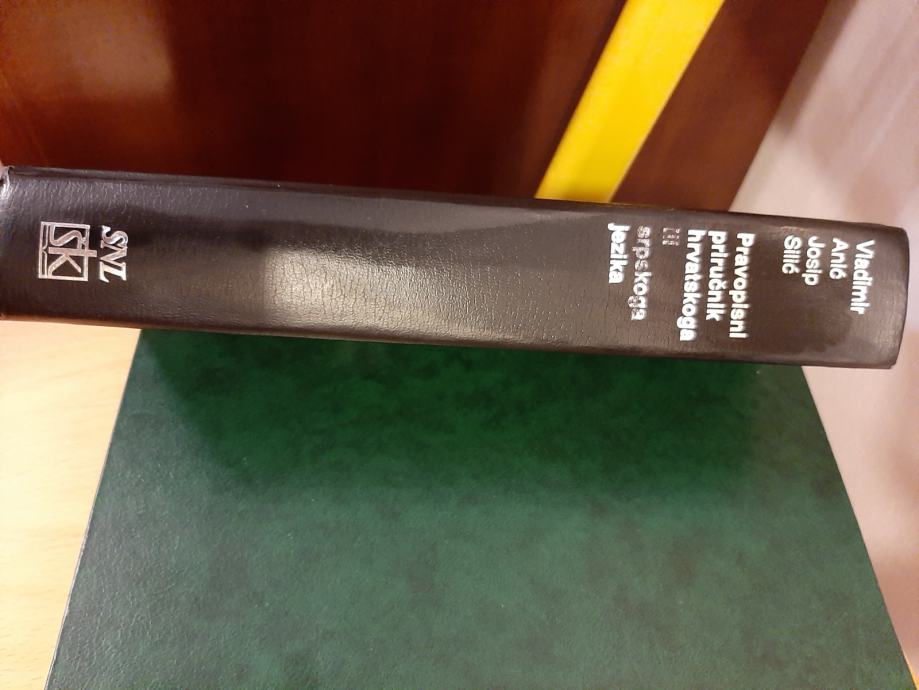 Vladimir
Anić
Josip
Silić
Pravopisni
priručnik
hrvatskoga
ili
srpskoga
jezika
SNL
šk